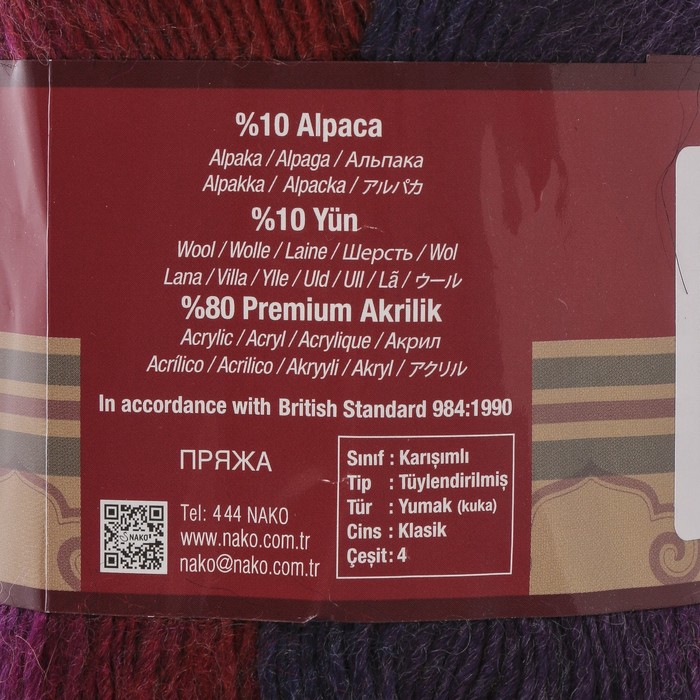 %10 Alpaca
Alpaka / Alpaga / Альпака
Alpakka / Alpacka / アルパカ
%10 Yün
Wool / Wolle / Laine / Шерсть / Wol
Lana / Villa / Ylle / Uld / Ull / Lã / ウール
%80 Premium Akrilik
Acrylic / Acryl / Acrylique / Акрил
Acrílico / Acrilico / Akryyli / Akryl / アクリル
In accordance with British Standard 984:1990
ПРЯЖА
NAKO
Tel: 444 NAKO
www.nako.com.tr
nako@nako.com.tr
Sınıf : Karışımlı
Tip : Tüylendirilmiş
Tür : Yumak (kuka)
Cins : Klasik
Çeşit : 4